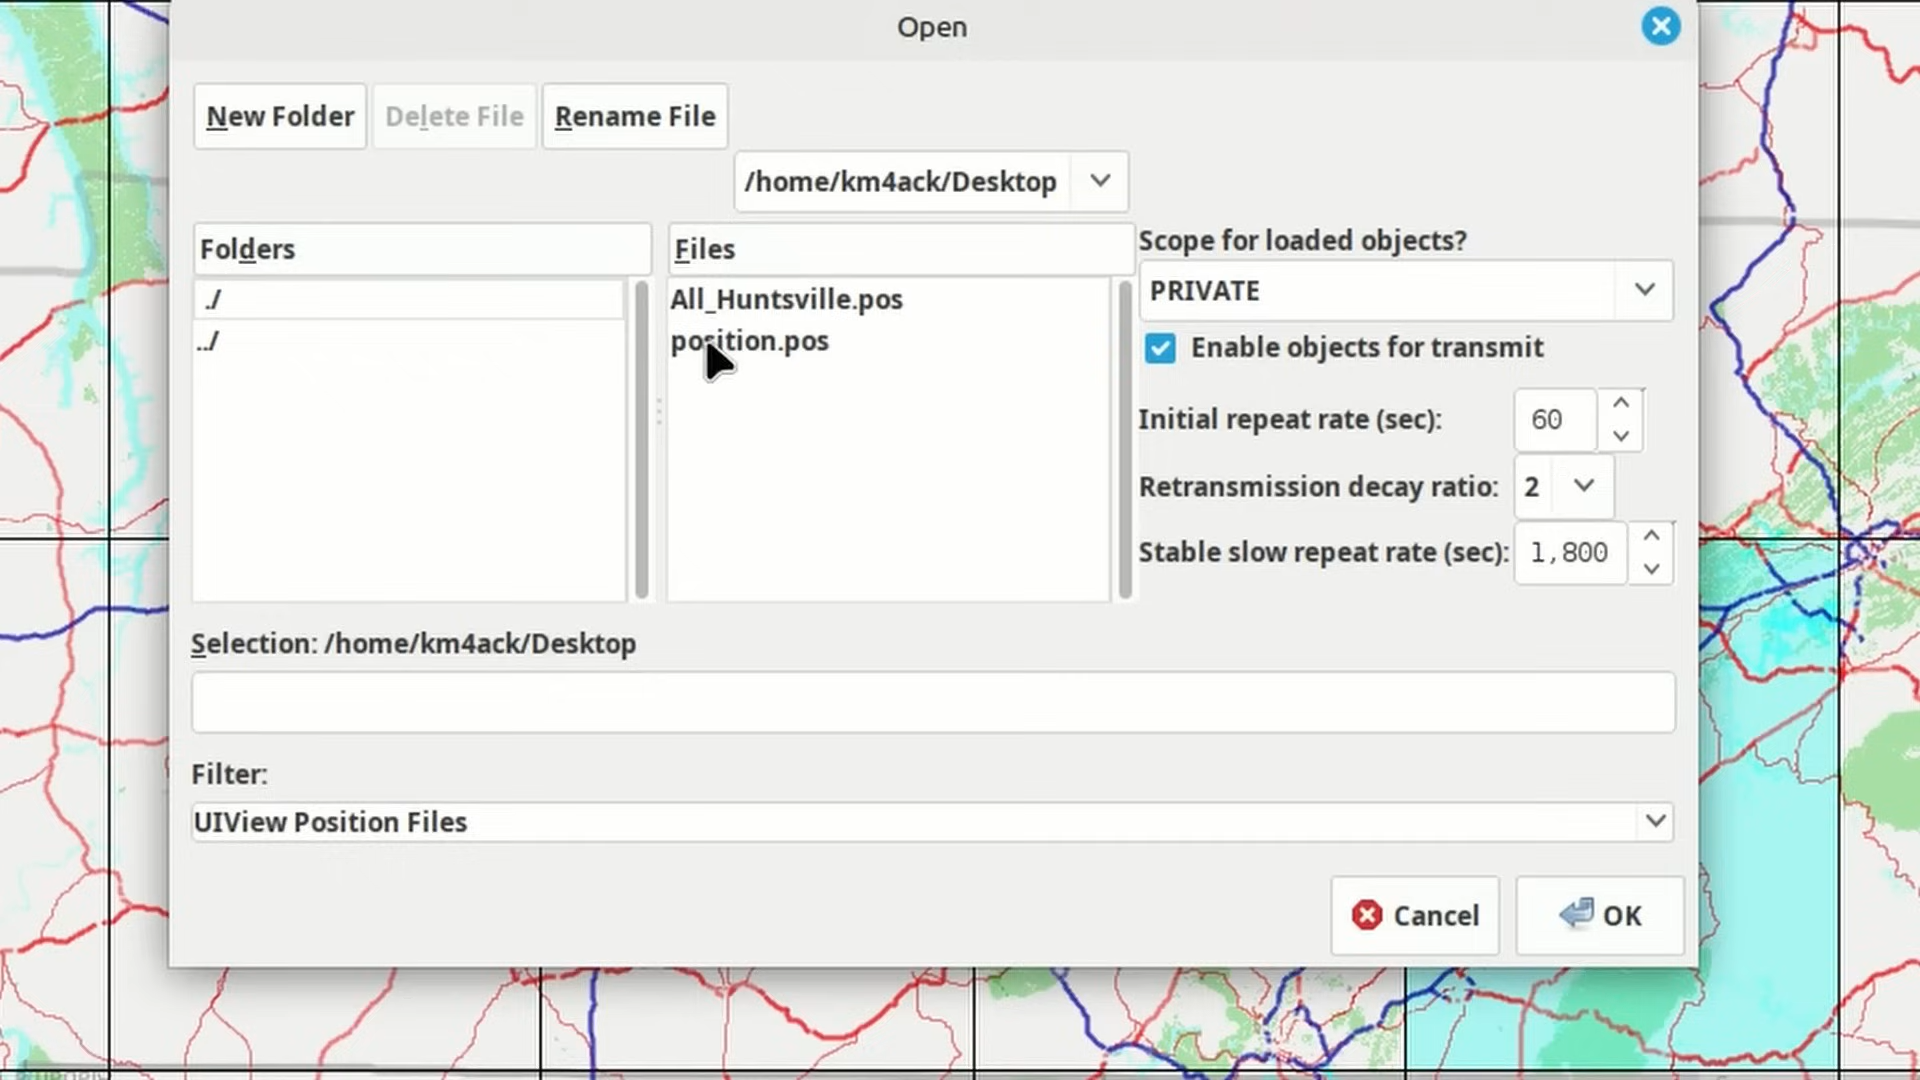 Open
New Folder
Delete File
Rename File
/home/km4ack/Desktop
Folders
./
../
Files
All_Huntsville.pos
position.pos
Scope for loaded objects?
PRIVATE
Enable objects for transmit
Initial repeat rate (sec): 60
Retransmission decay ratio: 2
Stable slow repeat rate (sec): 1,800
Selection: /home/km4ack/Desktop
Filter:
UIView Position Files
Cancel
OK